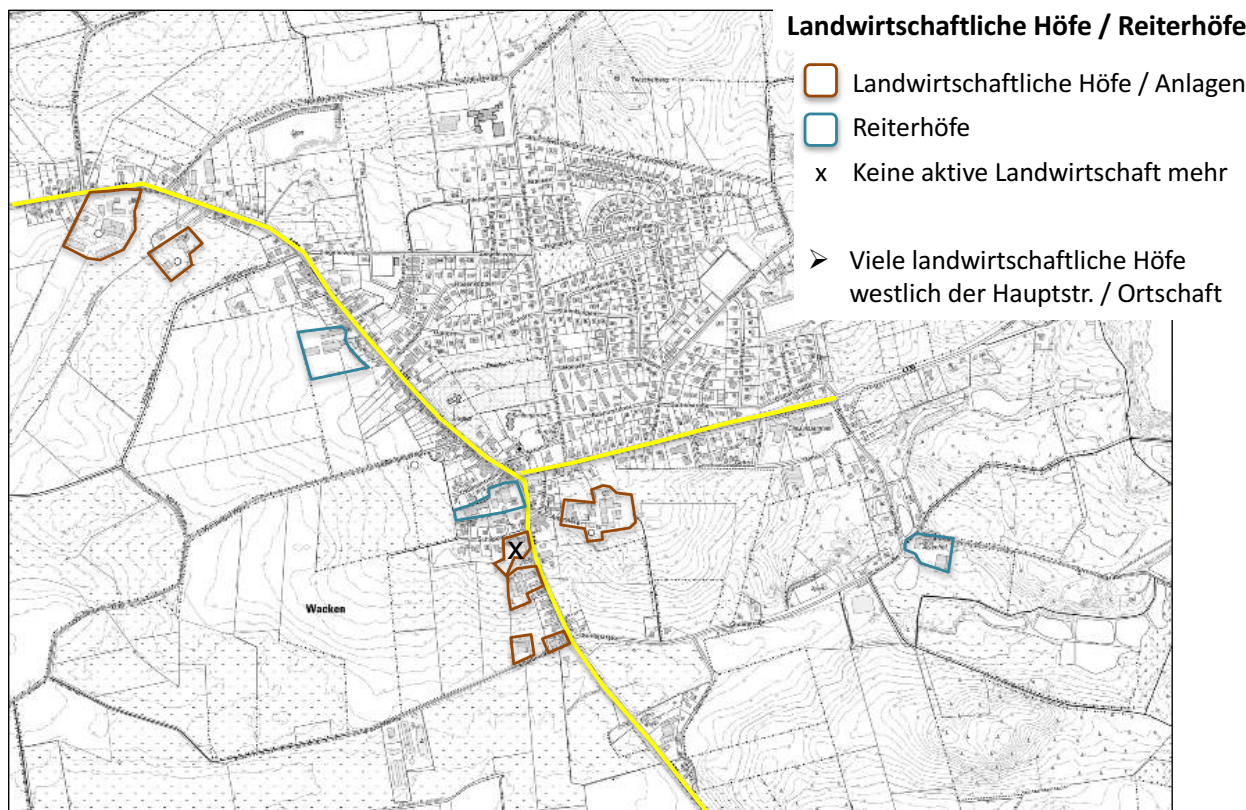 Landwirtschaftliche Höfe / Reiterhöfe
Landwirtschaftliche Höfe / Anlagen
Reiterhöfe
x Keine aktive Landwirtschaft mehr
➢ Viele landwirtschaftliche Höfe
westlich der Hauptstr. / Ortschaft
x
Wacken